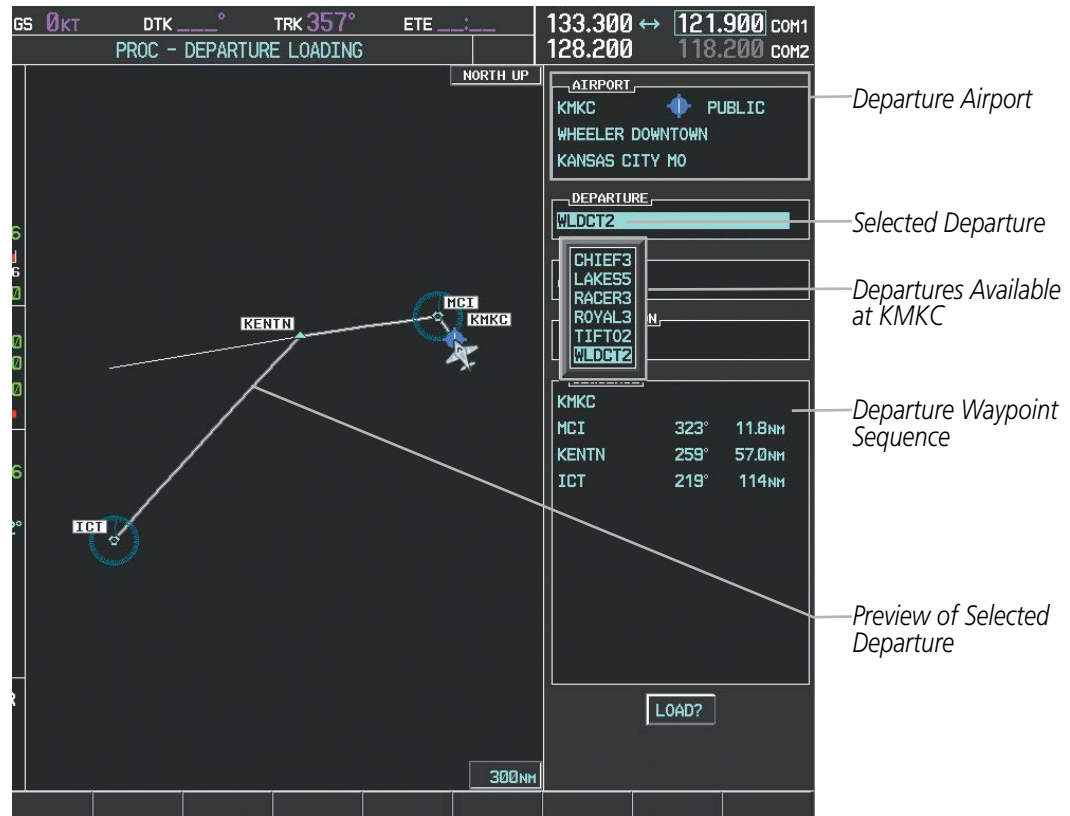 GS 0KT DTK ___° TRK 357° ETE __:__
133.300 ↔ 121.900 COM1
PROC – DEPARTURE LOADING
128.200 118.200 COM2
NORTH UP
AIRPORT
KMKC PUBLIC
WHEELER DOWNTOWN
KANSAS CITY MO
Departure Airport
DEPARTURE
WLDCT2
Selected Departure
CHIEF3
LAKES5
RACER3
ROYAL3
TIFTO2
WLDCT2
Departures Available
at KMKC
MCI
KMKC
KENTN
ICT
KMKC
MCI 323° 11.8NM
KENTN 259° 57.0NM
ICT 219° 114NM
Departure Waypoint
Sequence
Preview of Selected
Departure
LOAD?
300NM